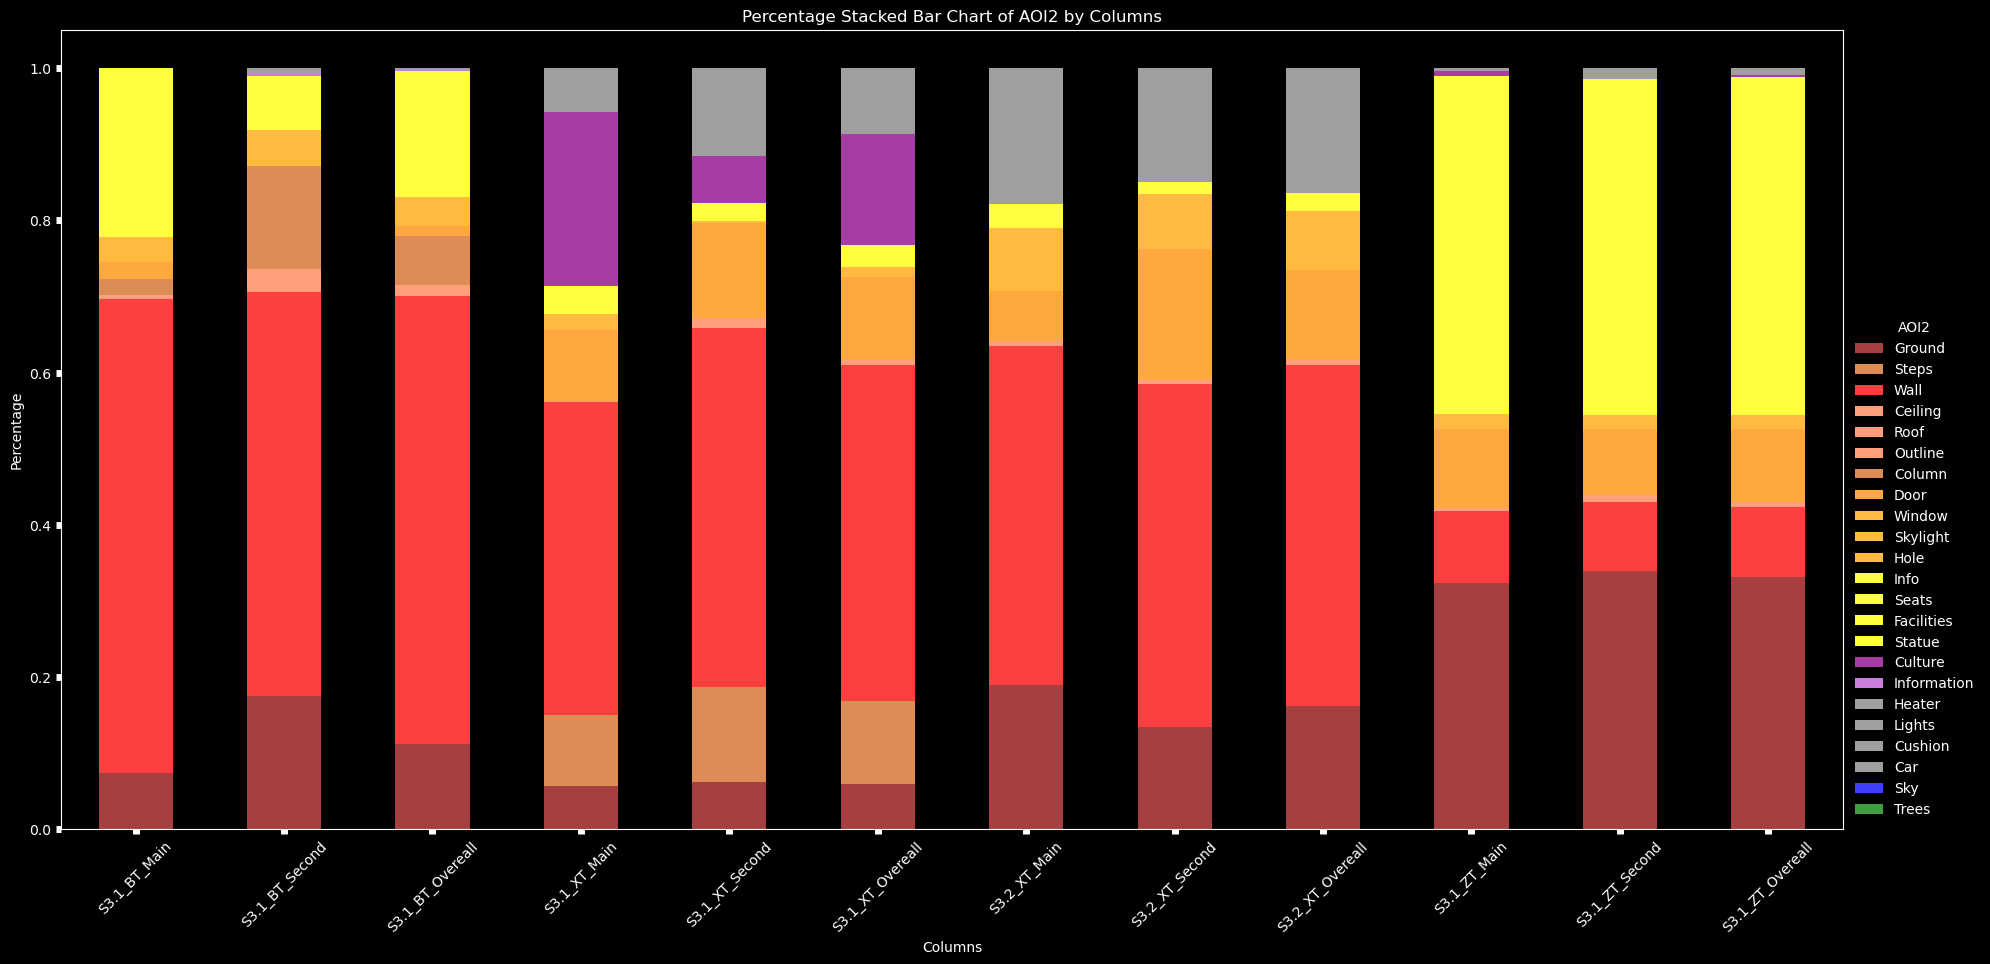 Percentage Stacked Bar Chart of AOI2 by Columns
Percentage
1.0
0.8
0.6
0.4
0.2
0.0
S3.1_BT_Main
S3.1_BT_Second
S3.1_BT_Overeall
S3.1_XT_Main
S3.1_XT_Second
S3.1_XT_Overeall
S3.2_XT_Main
S3.2_XT_Second
S3.2_XT_Overeall
S3.1_ZT_Main
S3.1_ZT_Second
S3.1_ZT_Overeall
Columns
AOI2
Ground
Steps
Wall
Ceiling
Roof
Outline
Column
Door
Window
Skylight
Hole
Info
Seats
Facilities
Statue
Culture
Information
Heater
Lights
Cushion
Car
Sky
Trees